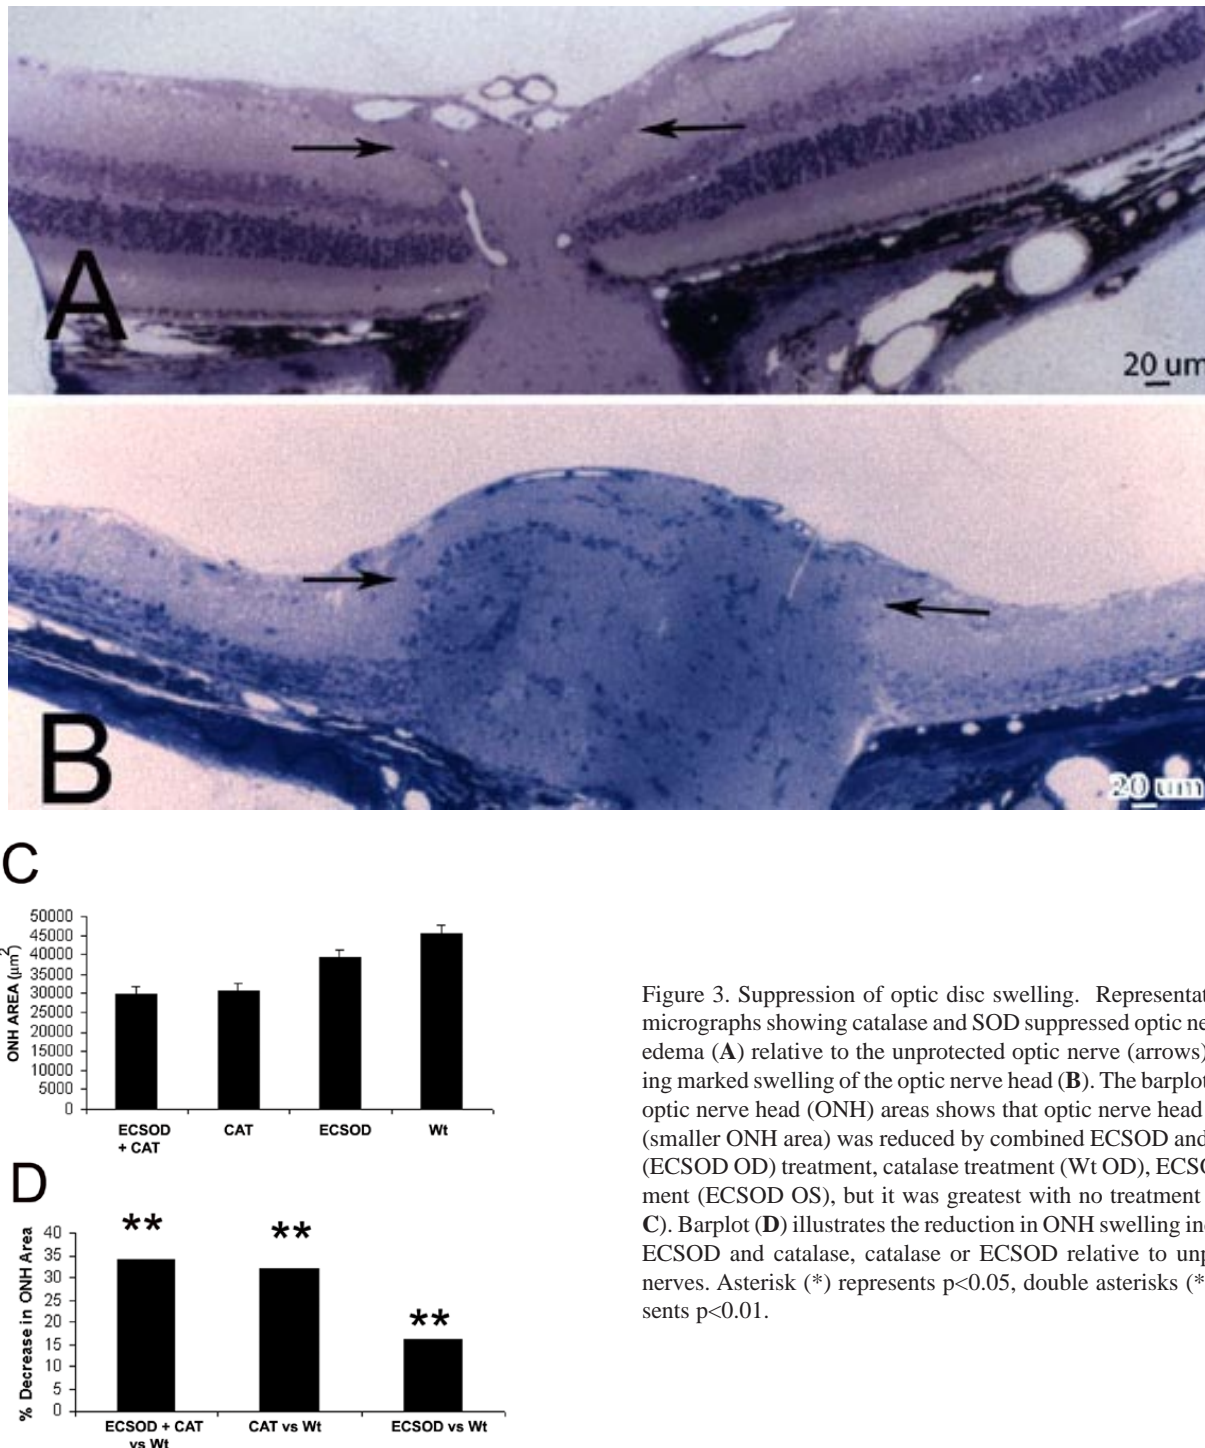 A
20 um
B
20 um
C
ONH AREA (µm2)
50000
45000
40000
35000
30000
25000
20000
15000
10000
5000
0
ECSOD
+ CAT
CAT
ECSOD
Wt
D
% Decrease in ONH Area
40
35
30
25
20
15
10
5
0
**
**
**
ECSOD + CAT
vs Wt
CAT vs Wt
ECSOD vs Wt
Figure 3. Suppression of optic disc swelling. Representat
micrographs showing catalase and SOD suppressed optic ne
edema (A) relative to the unprotected optic nerve (arrows)
ing marked swelling of the optic nerve head (B). The barplot
optic nerve head (ONH) areas shows that optic nerve head
(smaller ONH area) was reduced by combined ECSOD and
(ECSOD OD) treatment, catalase treatment (Wt OD), ECSO
ment (ECSOD OS), but it was greatest with no treatment
C). Barplot (D) illustrates the reduction in ONH swelling in
ECSOD and catalase, catalase or ECSOD relative to unp
nerves. Asterisk (*) represents p<0.05, double asterisks (*
sents p<0.01.